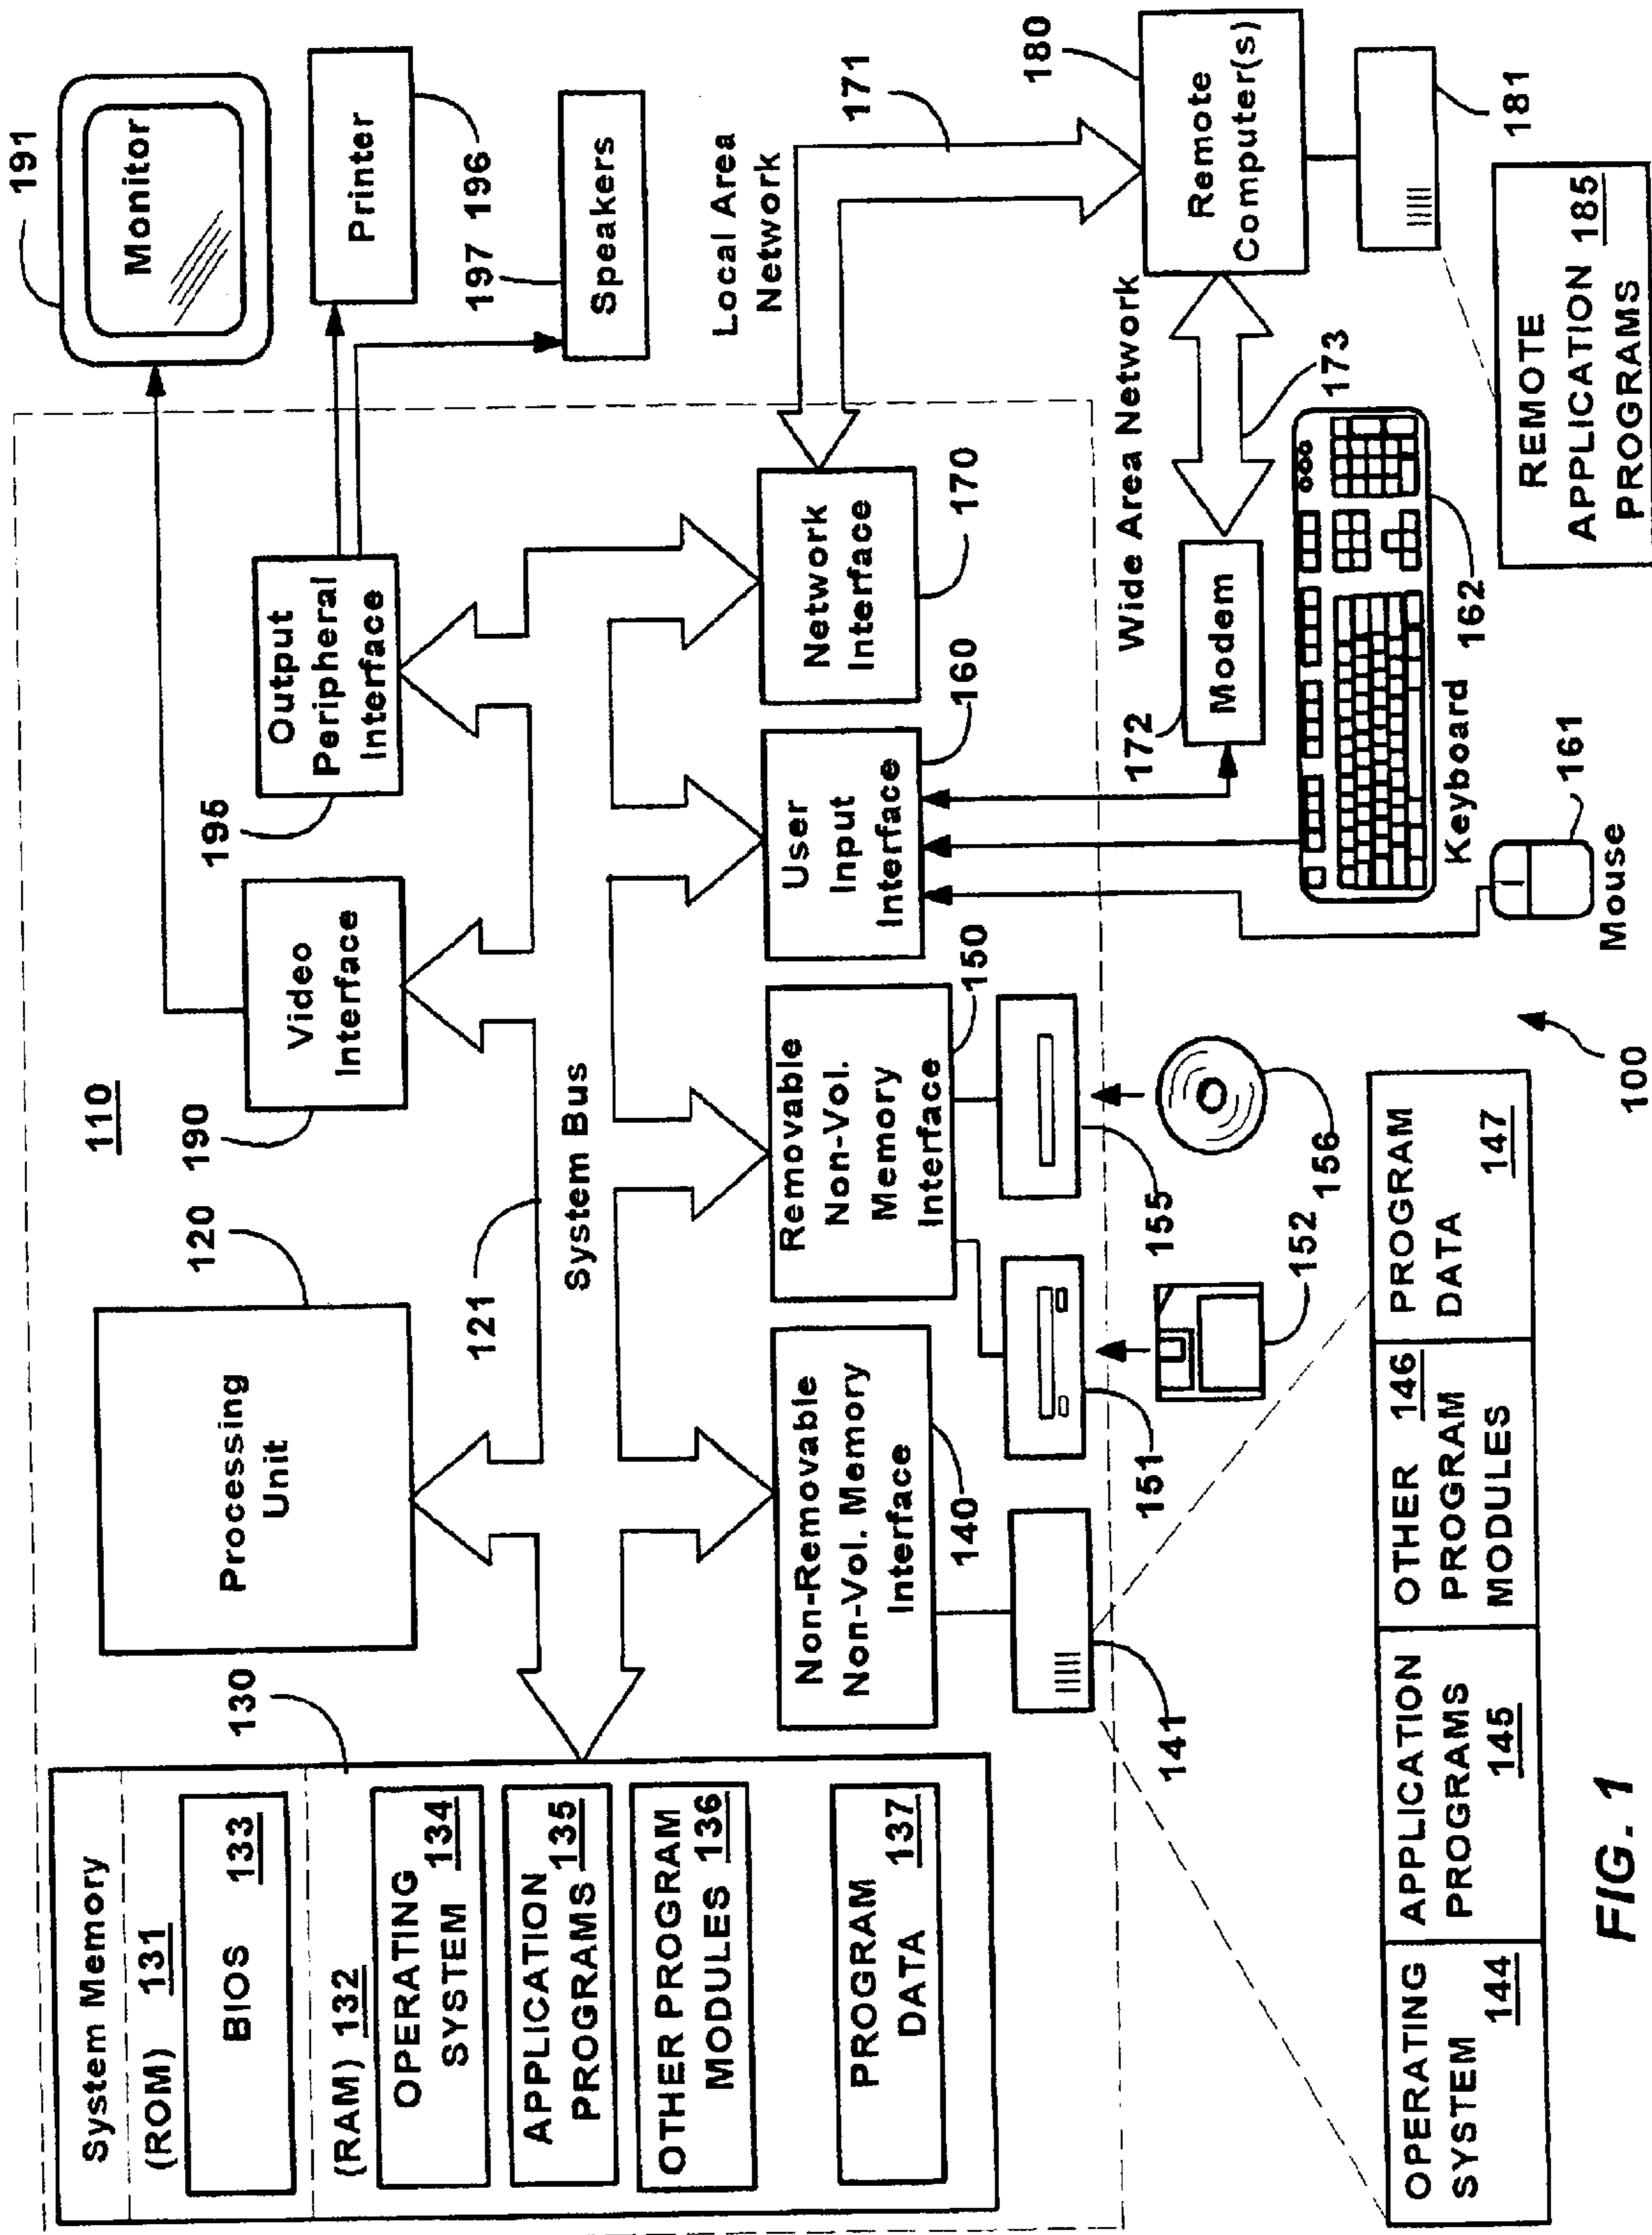 System Memory
(ROM) 131
BIOS 133
(RAM) 132
OPERATING
SYSTEM 134
APPLICATION
PROGRAMS 135
OTHER PROGRAM
MODULES 136
PROGRAM
DATA 137
130
Processing
Unit
120
110
190
Video
Interface
195
Output
Peripheral
Interface
191
Monitor
Printer
196
197
Speakers
121
System Bus
Non-Removable
Non-Vol. Memory
Interface
140
Removable
Non-Vol.
Memory
Interface
150
User
Input
Interface
160
Network
Interface
170
Local Area
Network
171
141
151
155
152
156
172
Modem
Wide Area Network
173
180
Remote
Computer(s)
181
Keyboard
162
161
Mouse
REMOTE
APPLICATION 185
PROGRAMS
OPERATING
SYSTEM
144
APPLICATION
PROGRAMS
145
OTHER 146
PROGRAM
MODULES
PROGRAM
DATA
147
100
FIG. 1